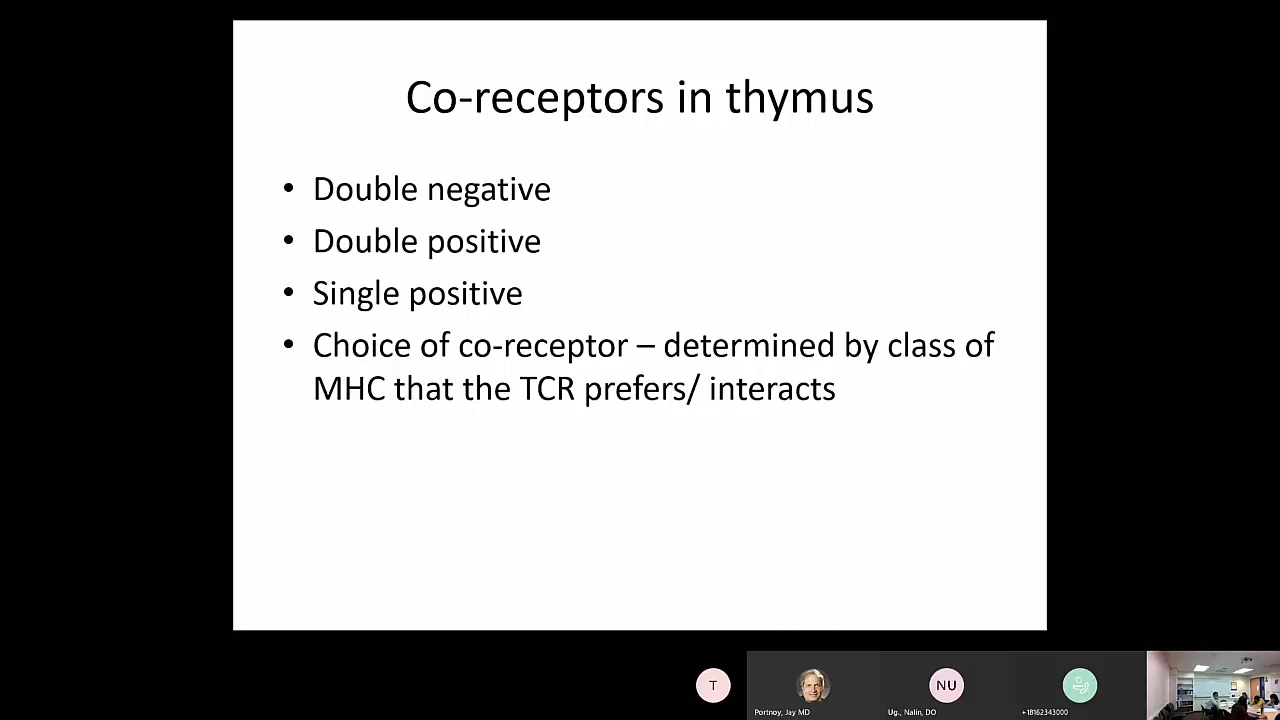 Co-receptors in thymus
• Double negative
• Double positive
• Single positive
• Choice of co-receptor – determined by class of
MHC that the TCR prefers/ interacts
T
NU
Portnoy, Jay MD
Ug., Nalin, DO
+18162343000